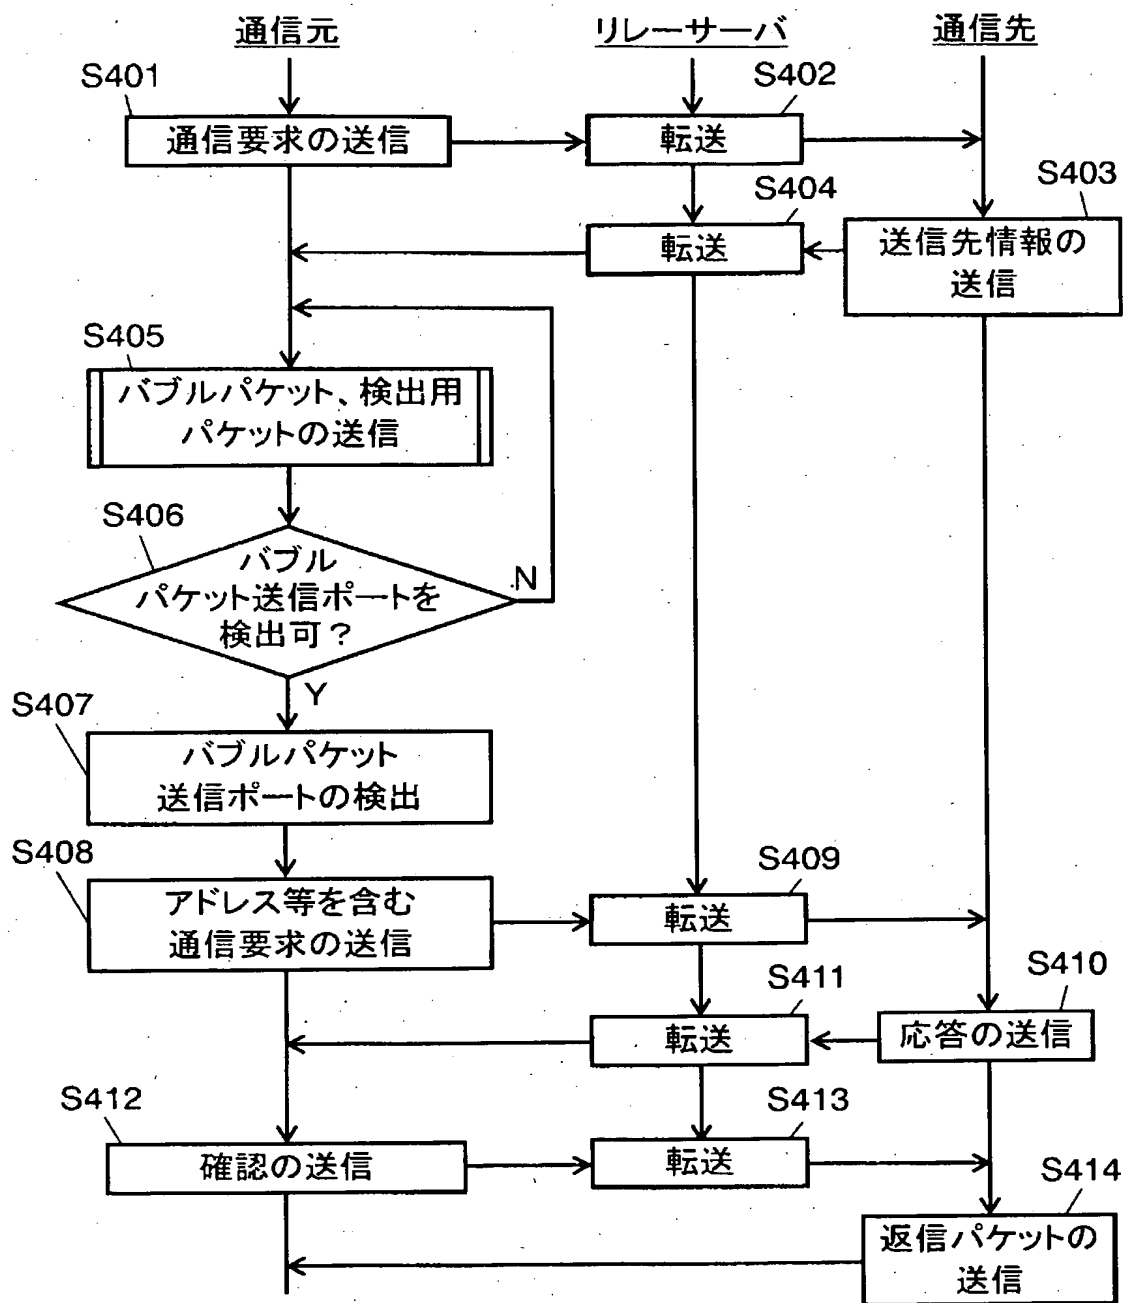 通信元
リレーサーバ
通信先
S401
通信要求の送信
S402
転送
S403
送信先情報の
送信
S404
転送
S405
バブルパケット、検出用
パケットの送信
S406
バブル
パケット送信ポートを
検出可?
N
Y
S407
バブルパケット
送信ポートの検出
S408
アドレス等を含む
通信要求の送信
S409
転送
S410
応答の送信
S411
転送
S412
確認の送信
S413
転送
S414
返信パケットの
送信